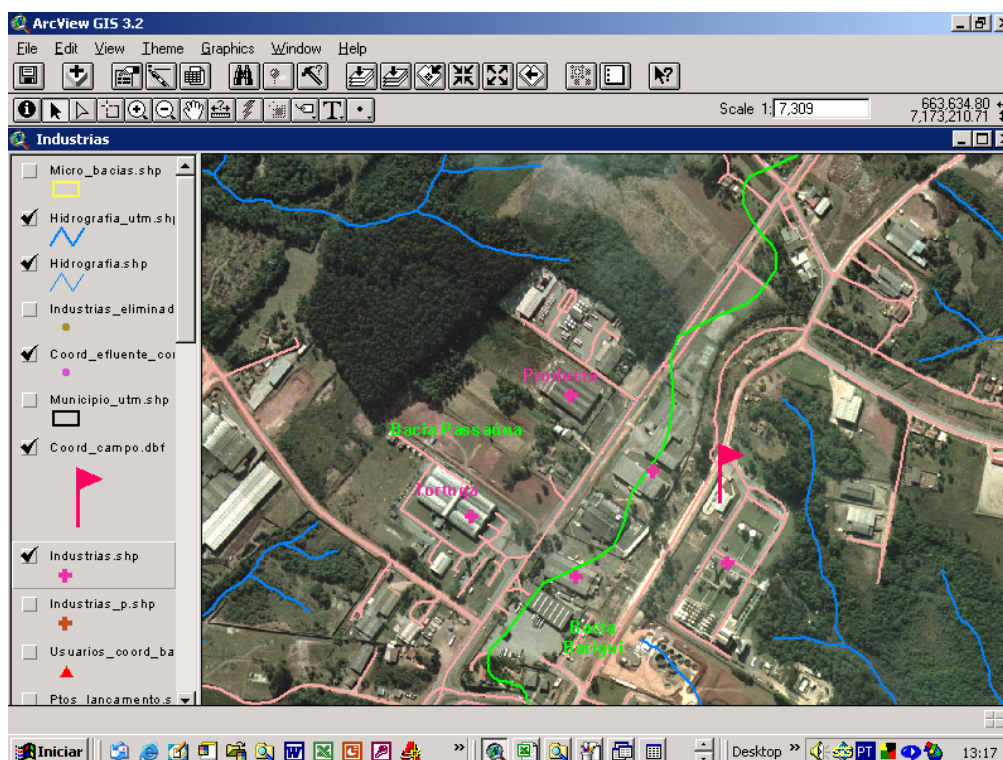 ArcView GIS 3.2
File Edit View Theme Graphics Window Help
Scale 1: 7,309
663,634.80
7,173,210.71
Industrias
Micro_bacias.shp
Hidrografia_utm.shp
Hidrografia.shp
Industrias_eliminad
Coord_efluente_cor
Municipio_utm.shp
Coord_campo.dbf
Industrias.shp
Industrias_p.shp
Usuarios_coord_ba
Ptos_lancamento.s
Producta
Bacia Passaúna
Tortuga
Bacia
Barigui
Iniciar
Desktop
PT
13:17